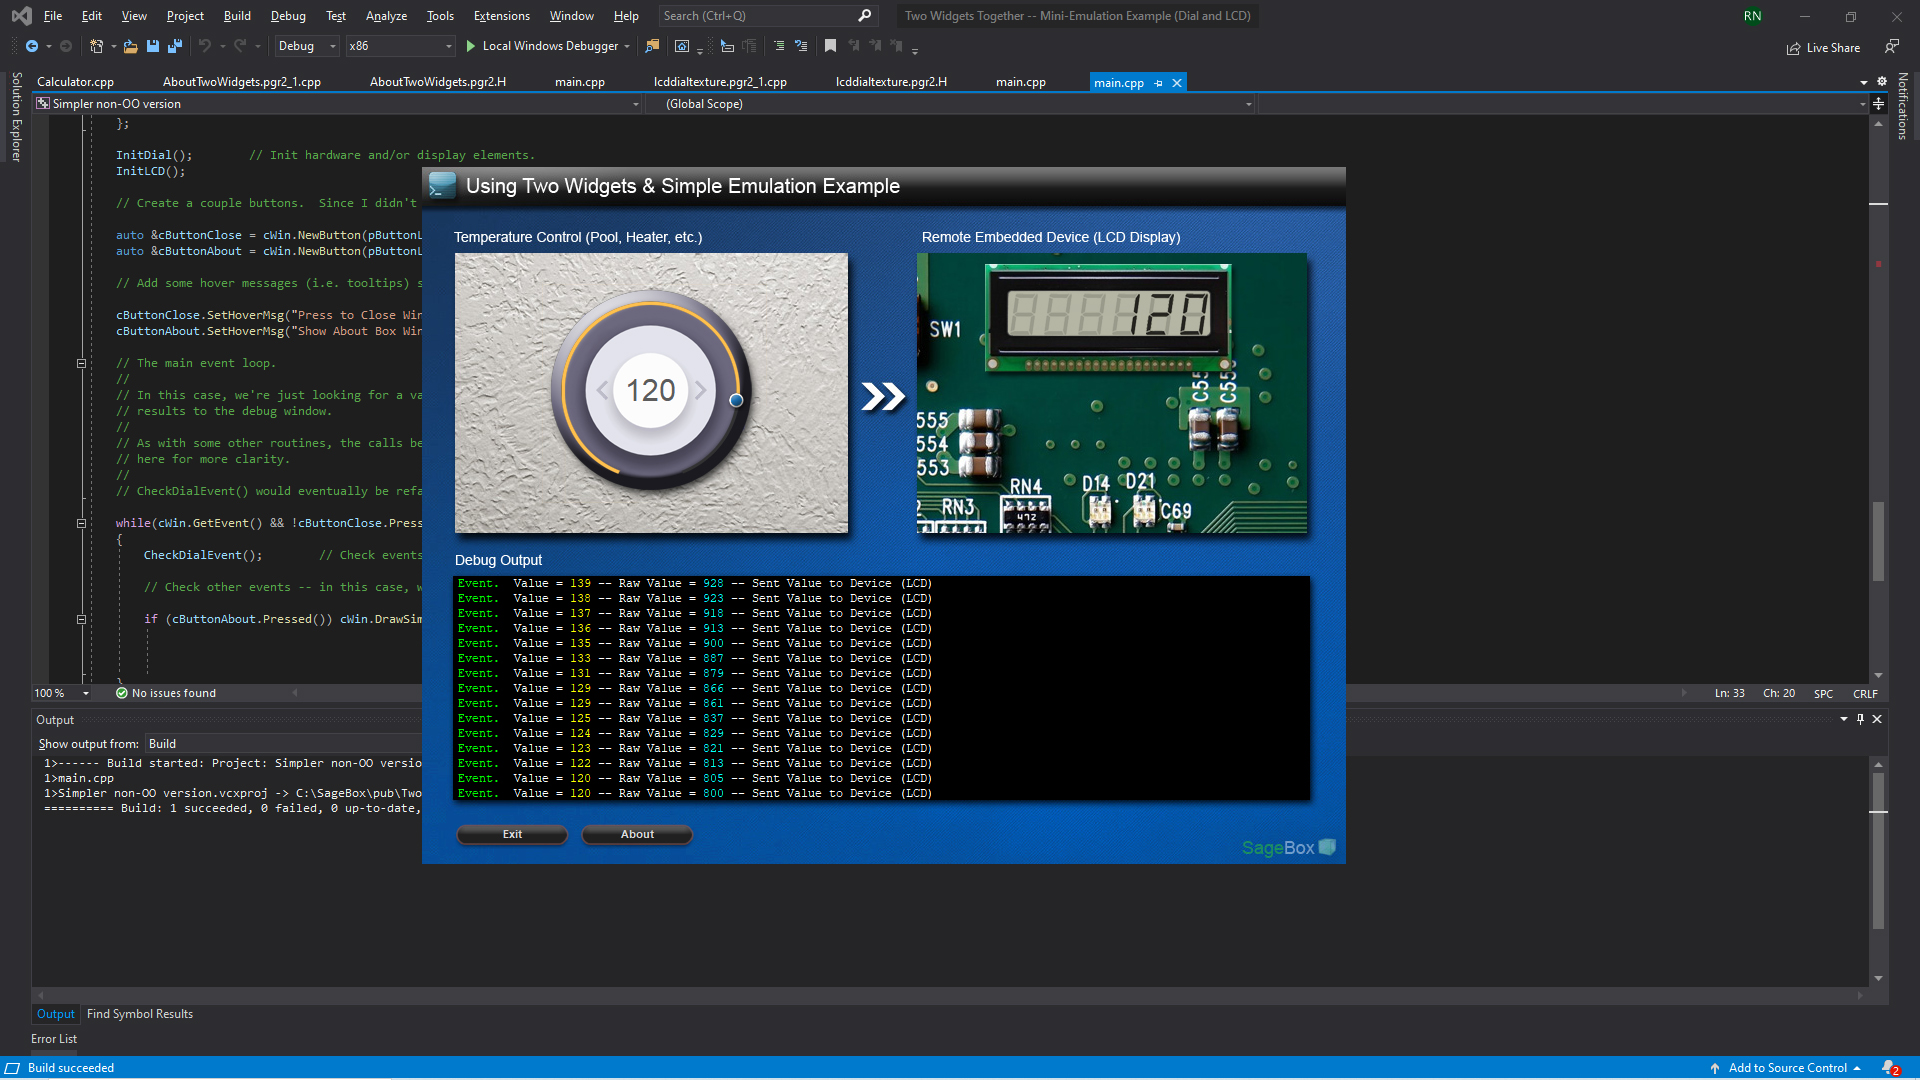 File Edit View Project Build Debug Test Analyze Tools Extensions Window Help Search (Ctrl+Q) Two Widgets Together -- Mini-Emulation Example (Dial and LCD) RN
Debug x86 Local Windows Debugger Live Share
Calculator.cpp AboutTwoWidgets.pgr2_1.cpp AboutTwoWidgets.pgr2.H main.cpp lcddialtexture.pgr2_1.cpp lcddialtexture.pgr2.H main.cpp main.cpp
Solution Explorer
Notifications
Simpler non-OO version (Global Scope)
};
InitDial(); // Init hardware and/or display elements.
InitLCD();
// Create a couple buttons. Since I didn't
auto &cButtonClose = cWin.NewButton(pButtonL
auto &cButtonAbout = cWin.NewButton(pButtonL
// Add some hover messages (i.e. tooltips) s
cButtonClose.SetHoverMsg("Press to Close Win
cButtonAbout.SetHoverMsg("Show About Box Win
// The main event loop.
//
// In this case, we're just looking for a va
// results to the debug window.
//
// As with some other routines, the calls be
// here for more clarity.
//
// CheckDialEvent() would eventually be refa
while(cWin.GetEvent() && !cButtonClose.Press
{
CheckDialEvent(); // Check events
// Check other events -- in this case, w
if (cButtonAbout.Pressed()) cWin.DrawSim
100 % No issues found Ln: 33 Ch: 20 SPC CRLF
Using Two Widgets & Simple Emulation Example
Temperature Control (Pool, Heater, etc.)
120
Remote Embedded Device (LCD Display)
120
SW1
555
554
553
RN4
RN3
472
D14 D21
C69
Debug Output
Event. Value = 139 -- Raw Value = 928 -- Sent Value to Device (LCD)
Event. Value = 138 -- Raw Value = 923 -- Sent Value to Device (LCD)
Event. Value = 137 -- Raw Value = 918 -- Sent Value to Device (LCD)
Event. Value = 136 -- Raw Value = 913 -- Sent Value to Device (LCD)
Event. Value = 135 -- Raw Value = 900 -- Sent Value to Device (LCD)
Event. Value = 133 -- Raw Value = 887 -- Sent Value to Device (LCD)
Event. Value = 131 -- Raw Value = 879 -- Sent Value to Device (LCD)
Event. Value = 129 -- Raw Value = 866 -- Sent Value to Device (LCD)
Event. Value = 129 -- Raw Value = 861 -- Sent Value to Device (LCD)
Event. Value = 125 -- Raw Value = 837 -- Sent Value to Device (LCD)
Event. Value = 124 -- Raw Value = 829 -- Sent Value to Device (LCD)
Event. Value = 123 -- Raw Value = 821 -- Sent Value to Device (LCD)
Event. Value = 122 -- Raw Value = 813 -- Sent Value to Device (LCD)
Event. Value = 120 -- Raw Value = 805 -- Sent Value to Device (LCD)
Event. Value = 120 -- Raw Value = 800 -- Sent Value to Device (LCD)
Exit About
SageBox
Output
Show output from: Build
1>------ Build started: Project: Simpler non-OO versio
1>main.cpp
1>Simpler non-OO version.vcxproj -> C:\SageBox\pub\Two
========== Build: 1 succeeded, 0 failed, 0 up-to-date,
Output Find Symbol Results
Error List
Build succeeded Add to Source Control 2